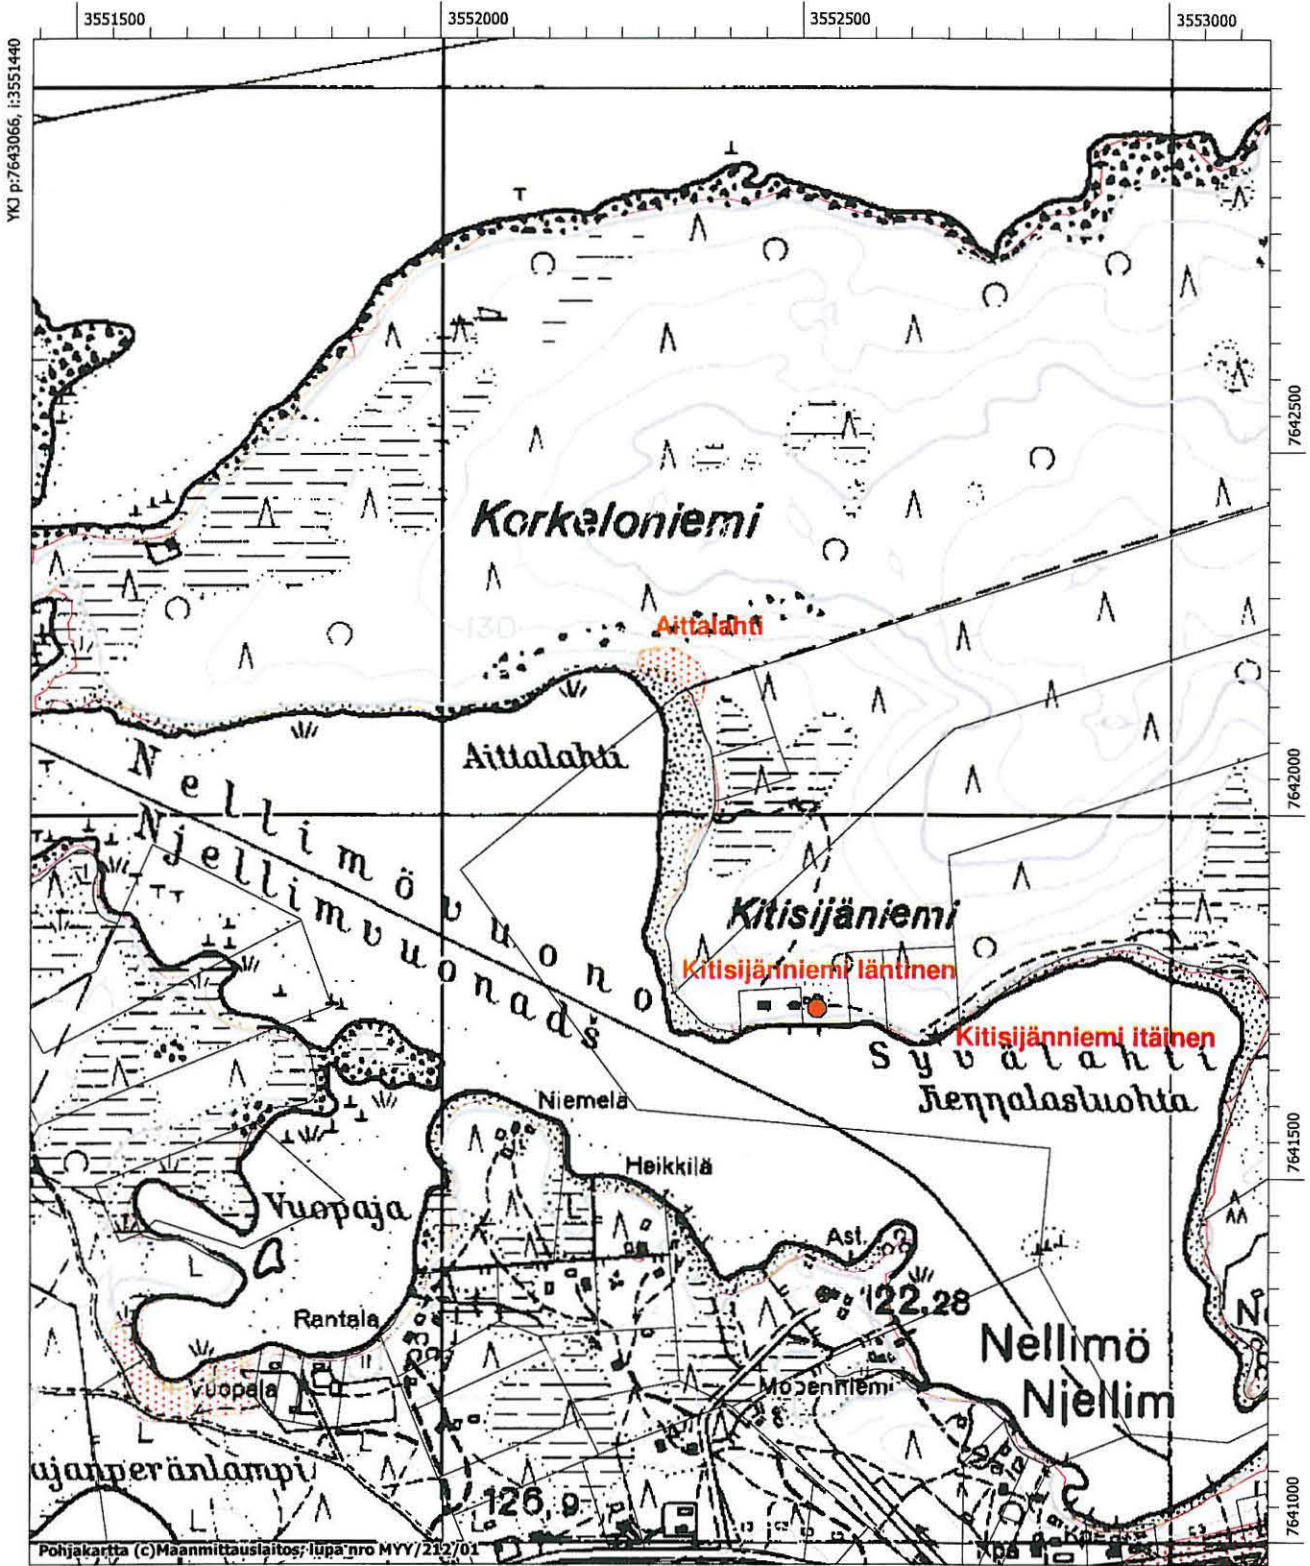 3551500
3552000
3552500
3553000
YKJ p:7643066, i:3551440
7642500
Korkeloniemi
Aittalahti
130
Aittalahti
7642000
Nellimövuono
Njellimvuonadš
Kitisijäniemi
Kitisijänniemi läntinen
Kitisijänniemi itäinen
Syvälahti
Niemelä
7641500
Heikkilä
Vuopaja
Ast.
122,28
Rantala
Nellimö
Njellim
Vuopala
ajanperänlampi
126,9
7641000
Pohjakartta (c)Maanmittauslaitos; lupa nro MYY/212/01